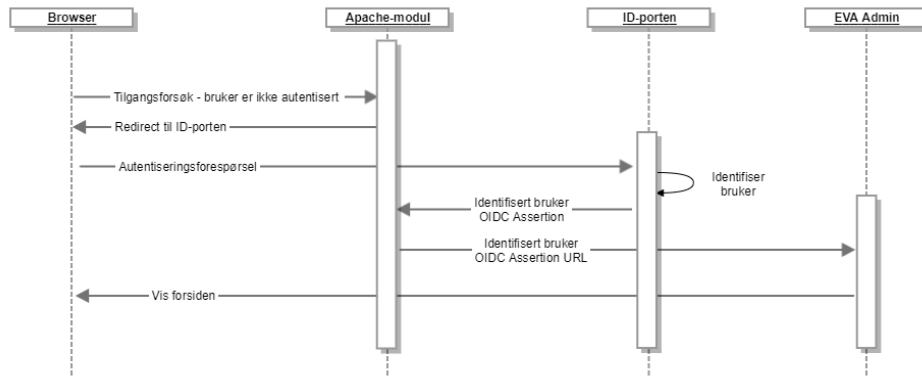 Browser
Apache-modul
ID-porten
EVA Admin
Tilgangsforsøk - bruker er ikke autentisert
Redirect til ID-porten
Autentiseringsforespørsel
Identifiser
bruker
Identifisert bruker
OIDC Assertion
Identifisert bruker
OIDC Assertion URL
Vis forsiden